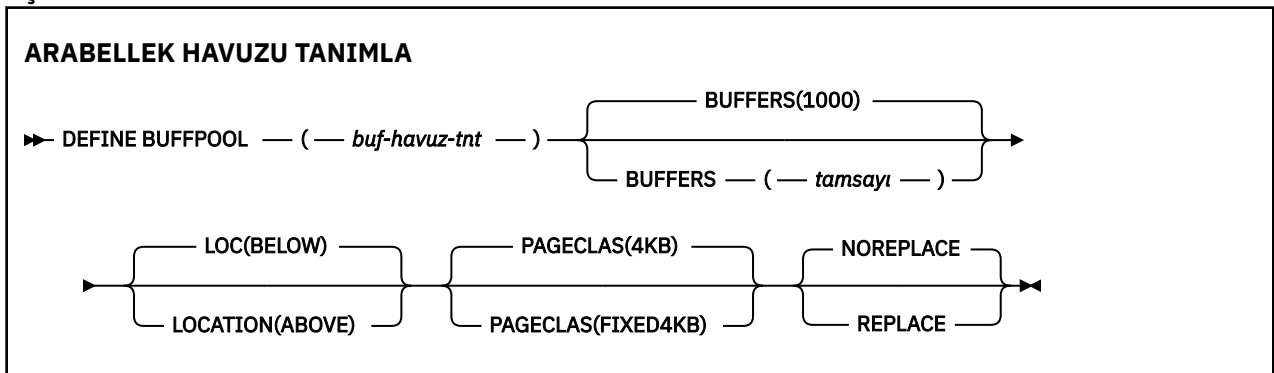 ARABELLEK HAVUZU TANIMLA
BUFFERS(1000)
DEFINE BUFFPOOL ( buf-havuz-tnt )
BUFFERS ( tamsayı )
LOC(BELOW) PAGECLAS(4KB) NOREPLACE
LOCATION(ABOVE) PAGECLAS(FIXED4KB) REPLACE